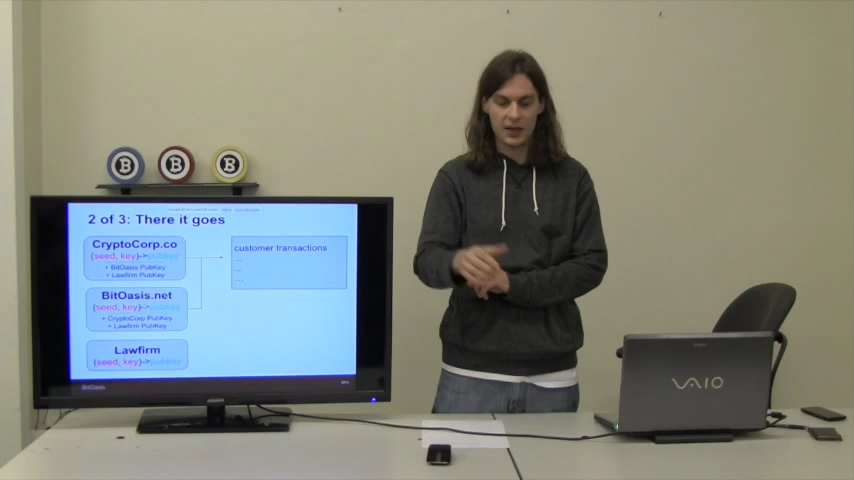 2 of 3: There it goes
CryptoCorp.co
(seed, key)->pubkey
+ BitOasis PubKey
+ Lawfirm PubKey
customer transactions
...
...
...
BitOasis.net
(seed, key)->pubkey
+ CryptoCorp PubKey
+ Lawfirm PubKey
Lawfirm
(seed, key)->pubkey
BitOasis
VAIO